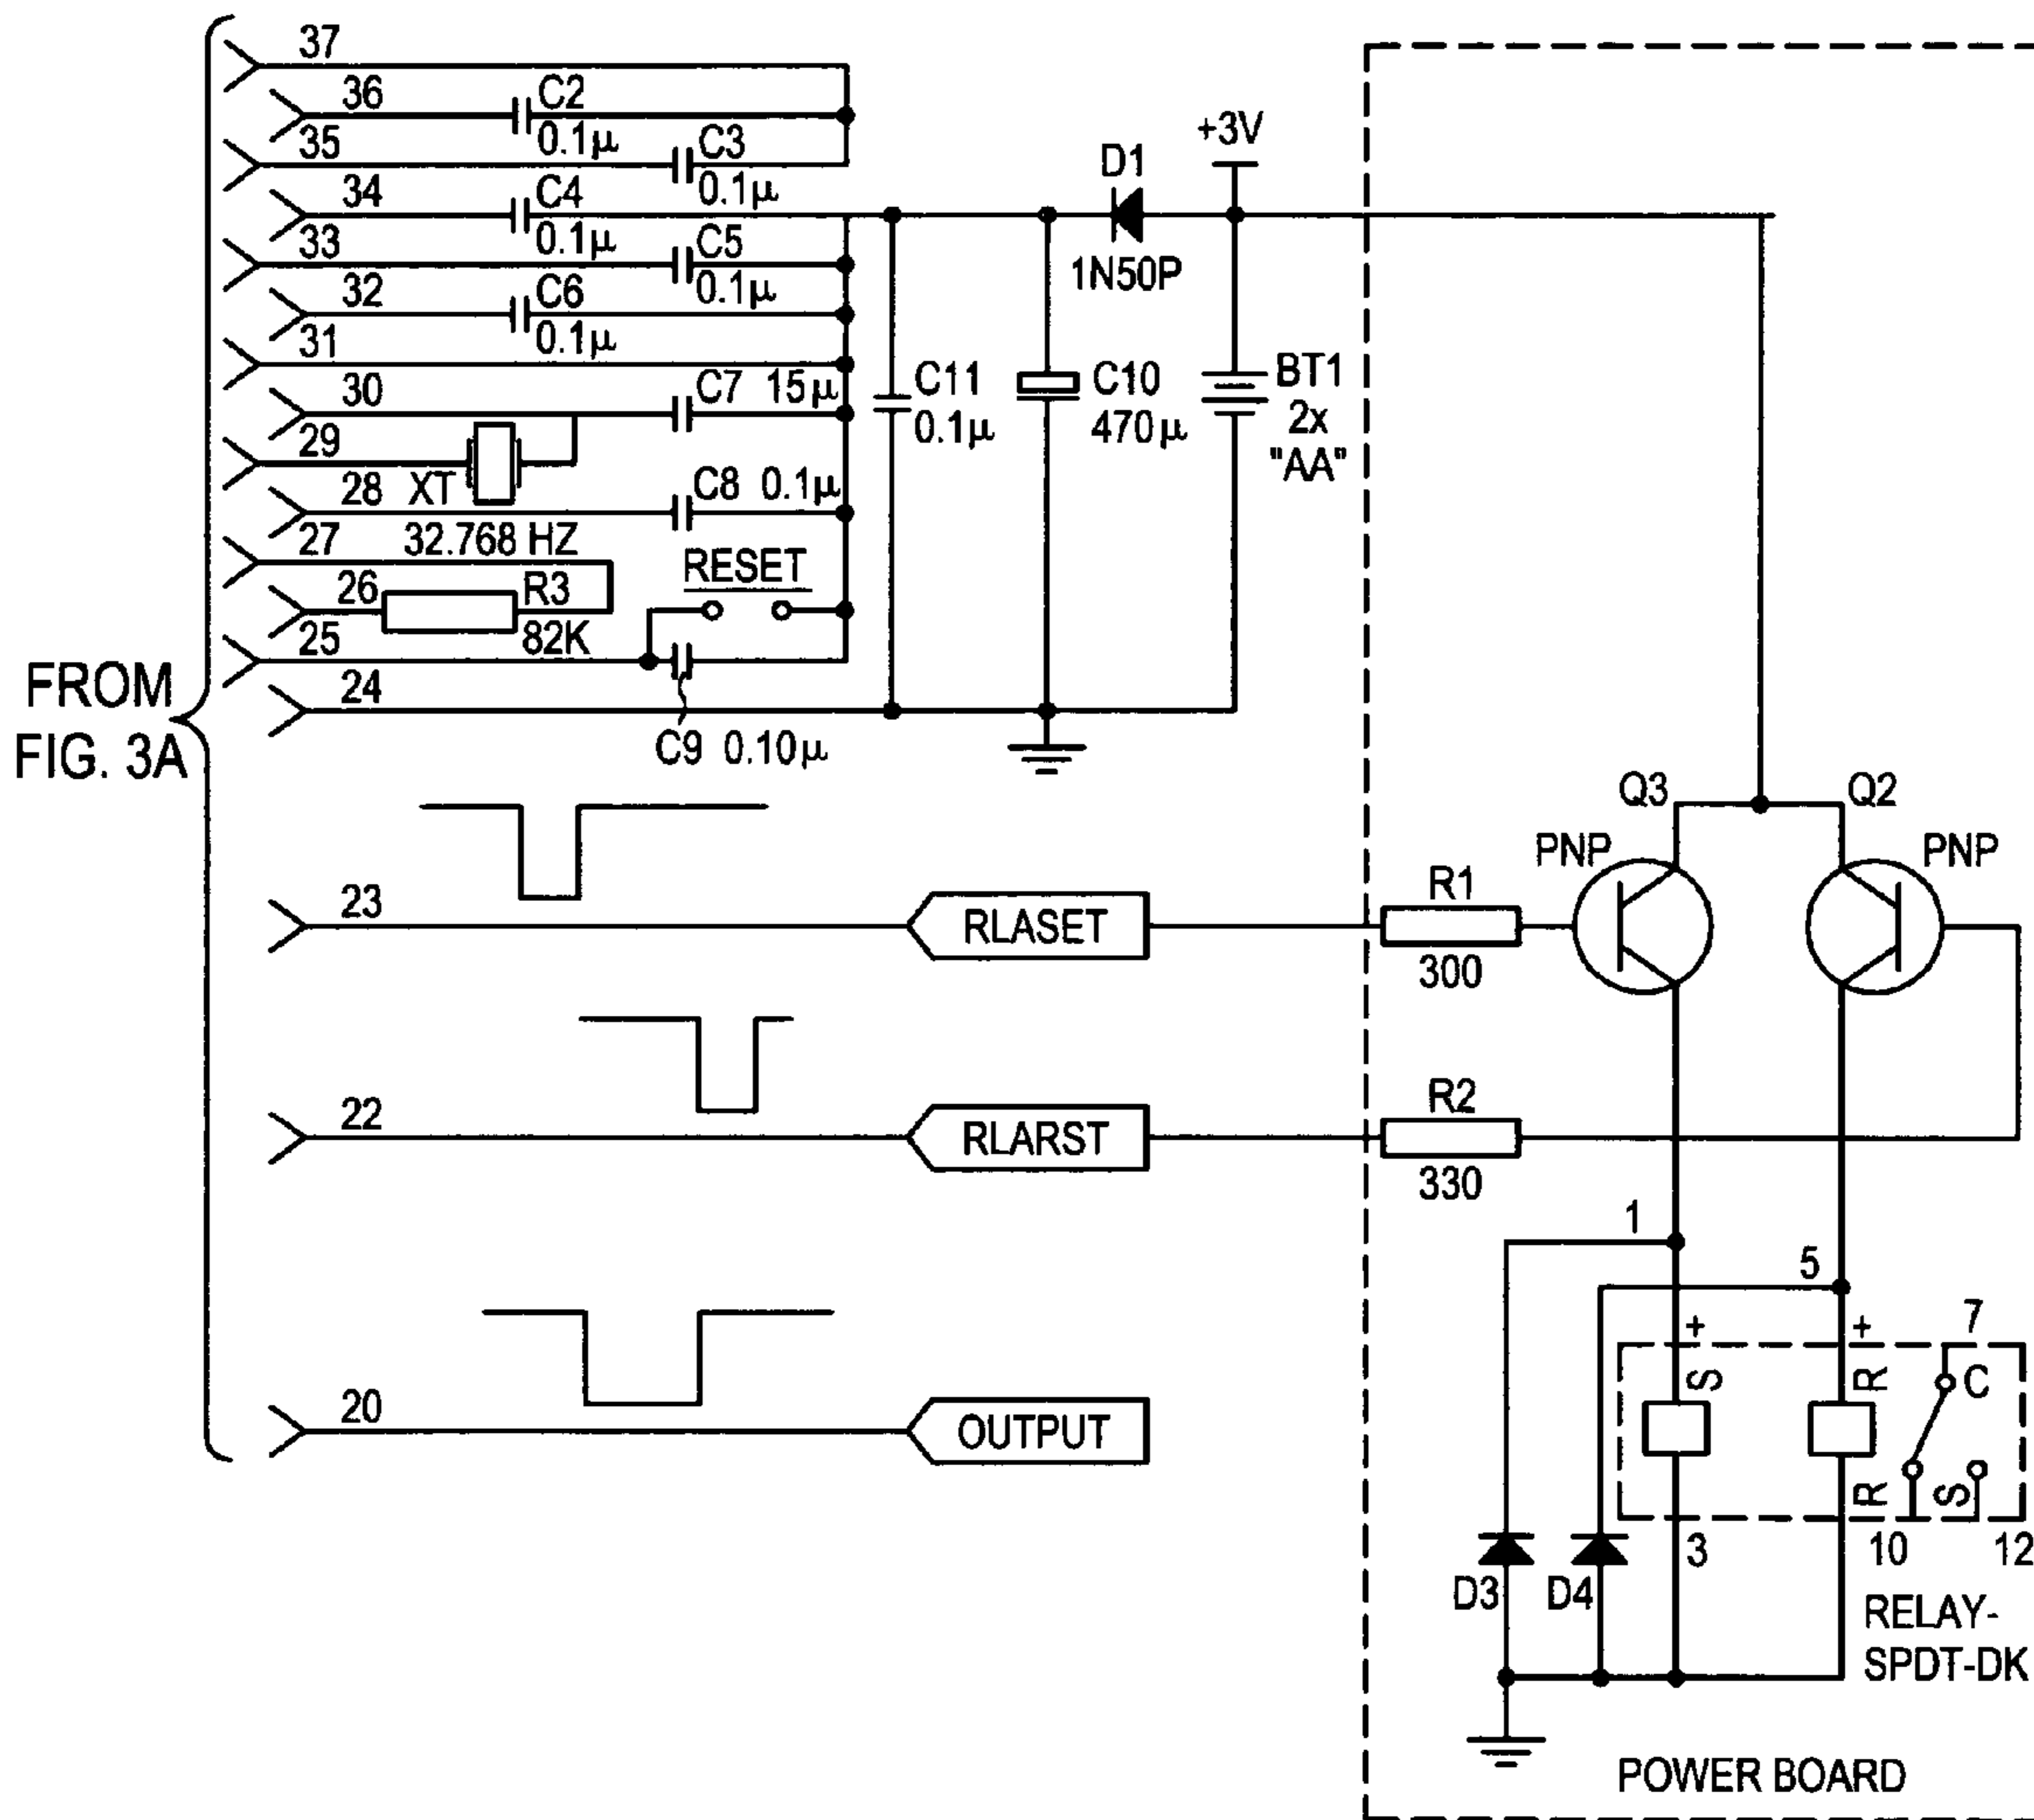 37
36 C2
0.1µ
35 C3
0.1µ
34 C4
0.1µ
33 C5
0.1µ
32 C6
0.1µ
31
30 C7 15µ
29
XT
28 C8 0.1µ
32.768 HZ
27
RESET
26 R3
82K
25
24
C9 0.10µ
FROM
FIG. 3A
C11
0.1µ
C10
470µ
D1
1N50P
+3V
BT1
2x
"AA"
Q3
Q2
PNP
PNP
23
RLASET
R1
300
22
RLARST
R2
330
1
5
20
OUTPUT
+
+
7
S
R
C
R
S
3
10
12
D3
D4
RELAY-
SPDT-DK
POWER BOARD